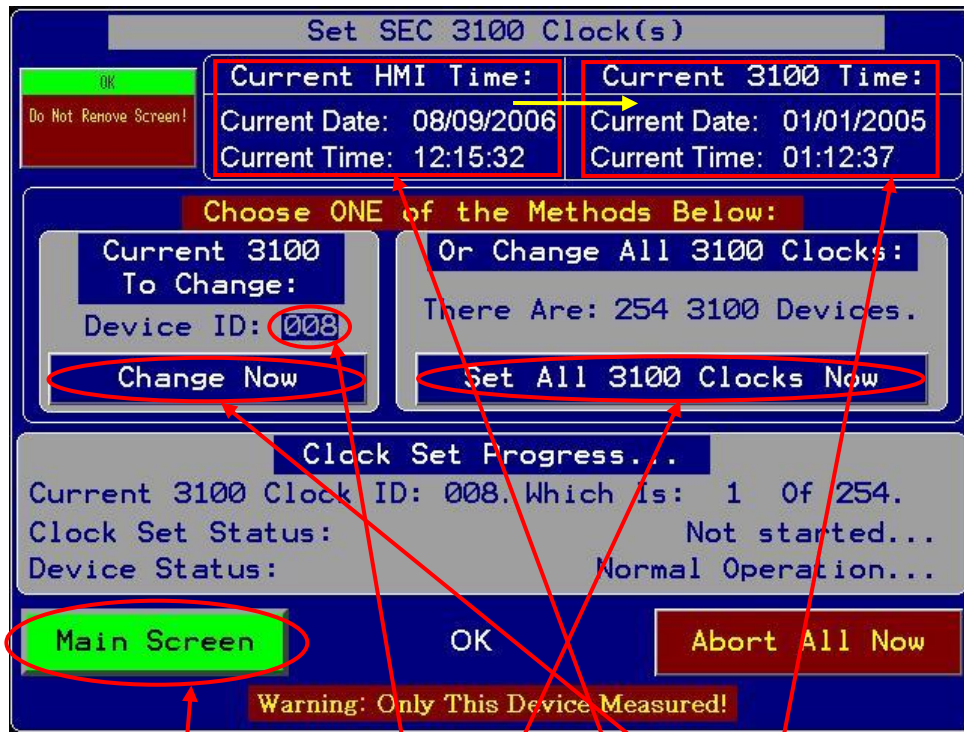 Set SEC 3100 Clock(s)
OK
Do Not Remove Screen!
Current HMI Time:
Current Date: 08/09/2006
Current Time: 12:15:32
Current 3100 Time:
Current Date: 01/01/2005
Current Time: 01:12:37
Choose ONE of the Methods Below:
Current 3100
To Change:
Device ID: 008
Change Now
Or Change All 3100 Clocks:
There Are: 254 3100 Devices.
Set All 3100 Clocks Now
Clock Set Progress...
Current 3100 Clock ID: 008. Which Is: 1 Of 254.
Clock Set Status: Not started...
Device Status: Normal Operation...
Main Screen
OK
Abort All Now
Warning: Only This Device Measured!